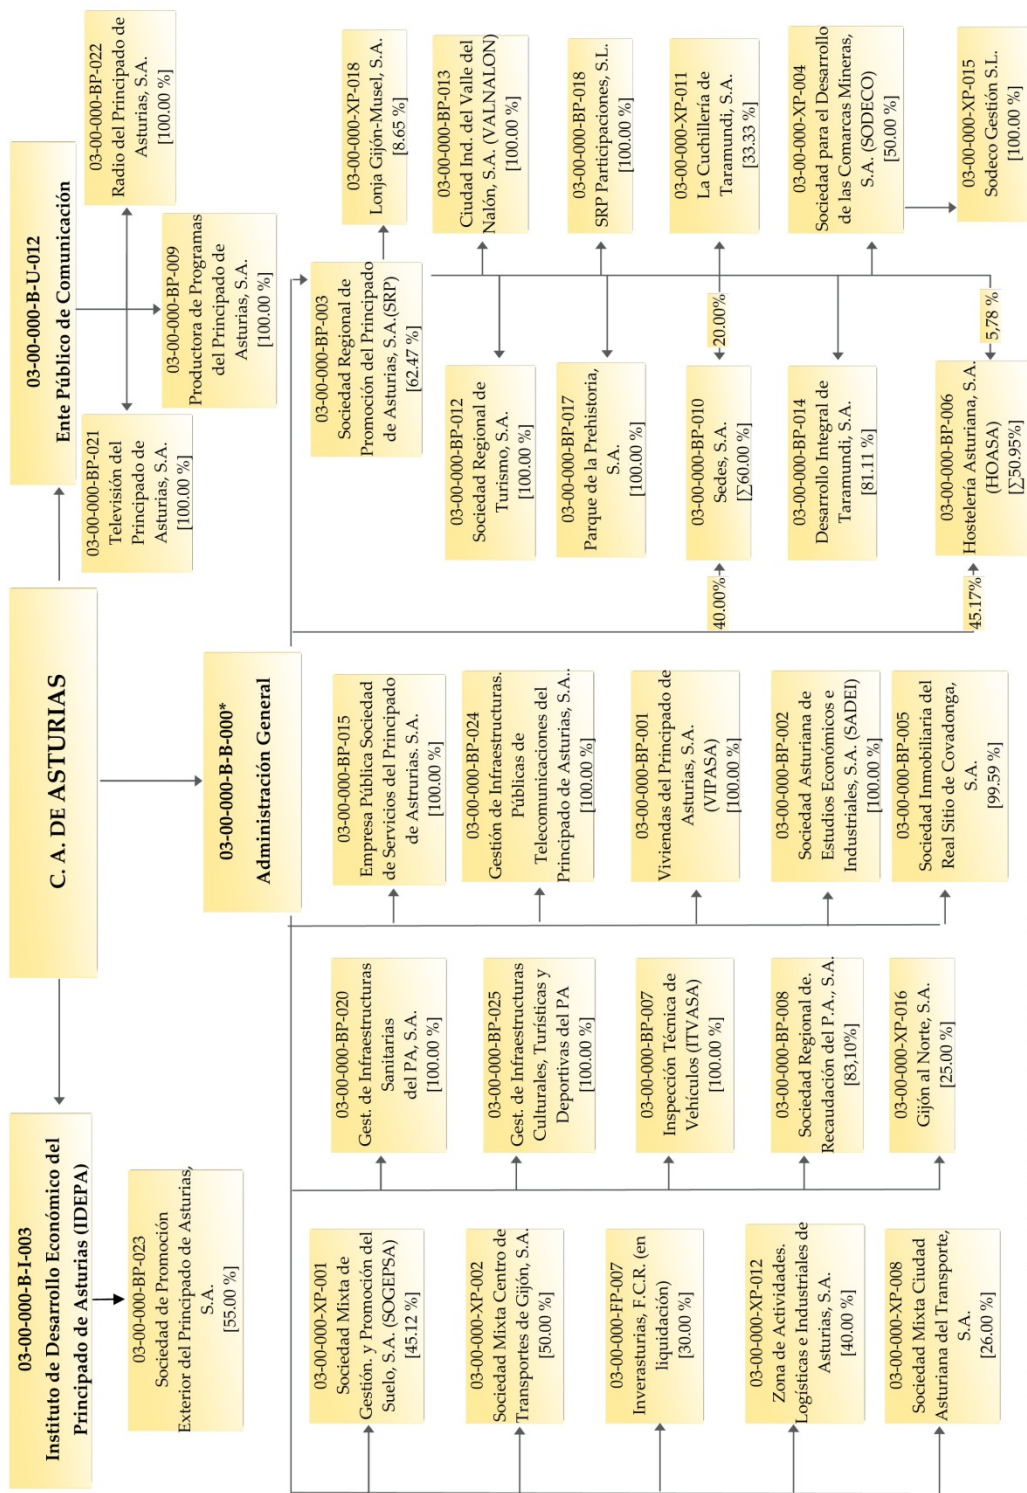 C. A. DE ASTURIAS
03-00-000-B-I-003
Instituto de Desarrollo Económico del
Principado de Asturias (IDEPA)
03-00-000-BP-023
Sociedad de Promoción
Exterior del Principado de Asturias,
S.A.
[55.00 %]
03-00-000-B-B-000*
Administración General
03-00-000-B-U-012
Ente Público de Comunicación
03-00-000-BP-021
Televisión del
Principado de
Asturias, S.A.
[100.00 %]
03-00-000-BP-009
Productora de Programas
del Principado de
Asturias, S.A.
[100.00 %]
03-00-000-BP-022
Radio del Principado de
Asturias, S.A.
[100.00 %]
03-00-000-XP-001
Sociedad Mixta de
Gestión. y Promoción del
Suelo, S.A. (SOGEPSA)
[45.12 %]
03-00-000-XP-002
Sociedad Mixta Centro de
Transportes de Gijón, S.A.
[50.00 %]
03-00-000-FP-007
Inverasturias, F.C.R. (en
liquidación)
[30.00 %]
03-00-000-XP-012
Zona de Actividades.
Logísticas e Industriales de
Asturias, S.A.
[40.00 %]
03-00-000-XP-008
Sociedad Mixta Ciudad
Asturiana del Transporte,
S.A.
[26.00 %]
03-00-000-BP-020
Gest. de Infraestructuras
Sanitarias
del PA, S.A.
[100.00 %]
03-00-000-BP-025
Gest. de Infraestructuras
Culturales, Turísticas y
Deportivas del PA
[100.00 %]
03-00-000-BP-007
Inspección Técnica de
Vehículos (ITVASA)
[100.00 %]
03-00-000-BP-008
Sociedad Regional de.
Recaudación del P.A., S.A.
[83,10%]
03-00-000-XP-016
Gijón al Norte, S.A.
[25.00 %]
03-00-000-BP-015
Empresa Pública Sociedad
de Servicios del Principado
de Asturias. S.A.
[100.00 %]
03-00-000-BP-024
Gestión de Infraestructuras.
Públicas de
Telecomunicaciones del
Principado de Asturias, S.A..
[100.00 %]
03-00-000-BP-001
Viviendas del Principado de
Asturias, S.A.
(VIPASA)
[100.00 %]
03-00-000-BP-002
Sociedad Asturiana de
Estudios Económicos e
Industriales, S.A. (SADEI)
[100.00 %]
03-00-000-BP-005
Sociedad Inmobiliaria del
Real Sitio de Covadonga,
S.A.
[99.59 %]
03-00-000-BP-003
Sociedad Regional de
Promoción del Principado
de Asturias, S.A.(SRP)
[62.47 %]
03-00-000-BP-012
Sociedad Regional de
Turismo, S.A.
[100.00 %]
03-00-000-BP-017
Parque de la Prehistoria,
S.A.
[100.00 %]
40.00%
03-00-000-BP-010
Sedes, S.A.
[∑60.00 %]
20.00%
03-00-000-BP-014
Desarrollo Integral de
Taramundi, S.A.
[81.11 %]
45.17%
03-00-000-BP-006
Hostelería Asturiana, S.A.
(HOASA)
[∑50.95%]
5,78 %
03-00-000-XP-018
Lonja Gijón-Musel, S.A.
[8.65 %]
03-00-000-BP-013
Ciudad Ind. del Valle del
Nalón, S.A. (VALNALON)
[100.00 %]
03-00-000-BP-018
SRP Participaciones, S.L.
[100.00 %]
03-00-000-XP-011
La Cuchillería de
Taramundi, S.A.
[33.33 %]
03-00-000-XP-004
Sociedad para el Desarrollo
de las Comarcas Mineras,
S.A. (SODECO)
[50.00 %]
03-00-000-XP-015
Sodeco Gestión S.L.
[100.00 %]